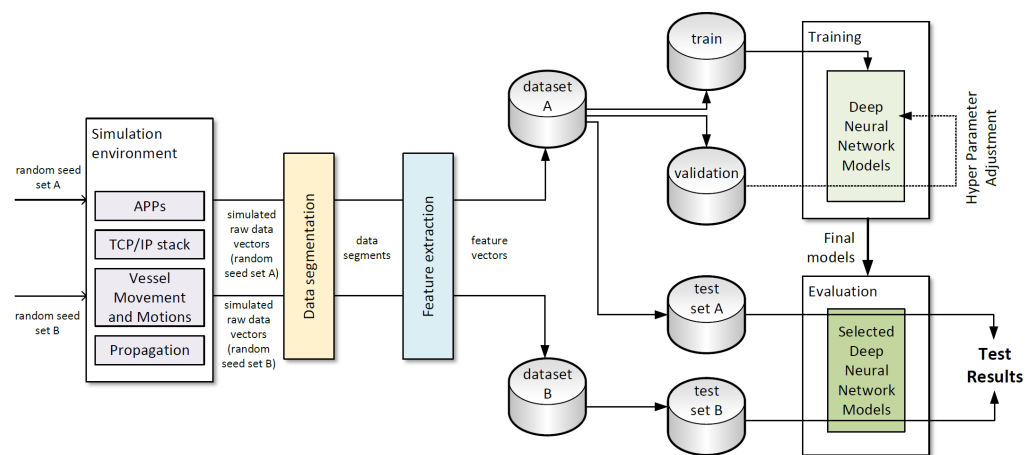 random seed
set A
random seed
set B
Simulation
environment
APPs
TCP/IP stack
Vessel
Movement
and Motions
Propagation
simulated
raw data
vectors
(random
seed set A)
simulated
raw data
vectors
(random
seed set B)
Data segmentation
data
segments
Feature extraction
feature
vectors
dataset
A
dataset
B
train
validation
test
set A
test
set B
Training
Deep
Neural
Network
Models
Hyper Parameter
Adjustment
Final
models
Evaluation
Selected
Deep
Neural
Network
Models
Test
Results